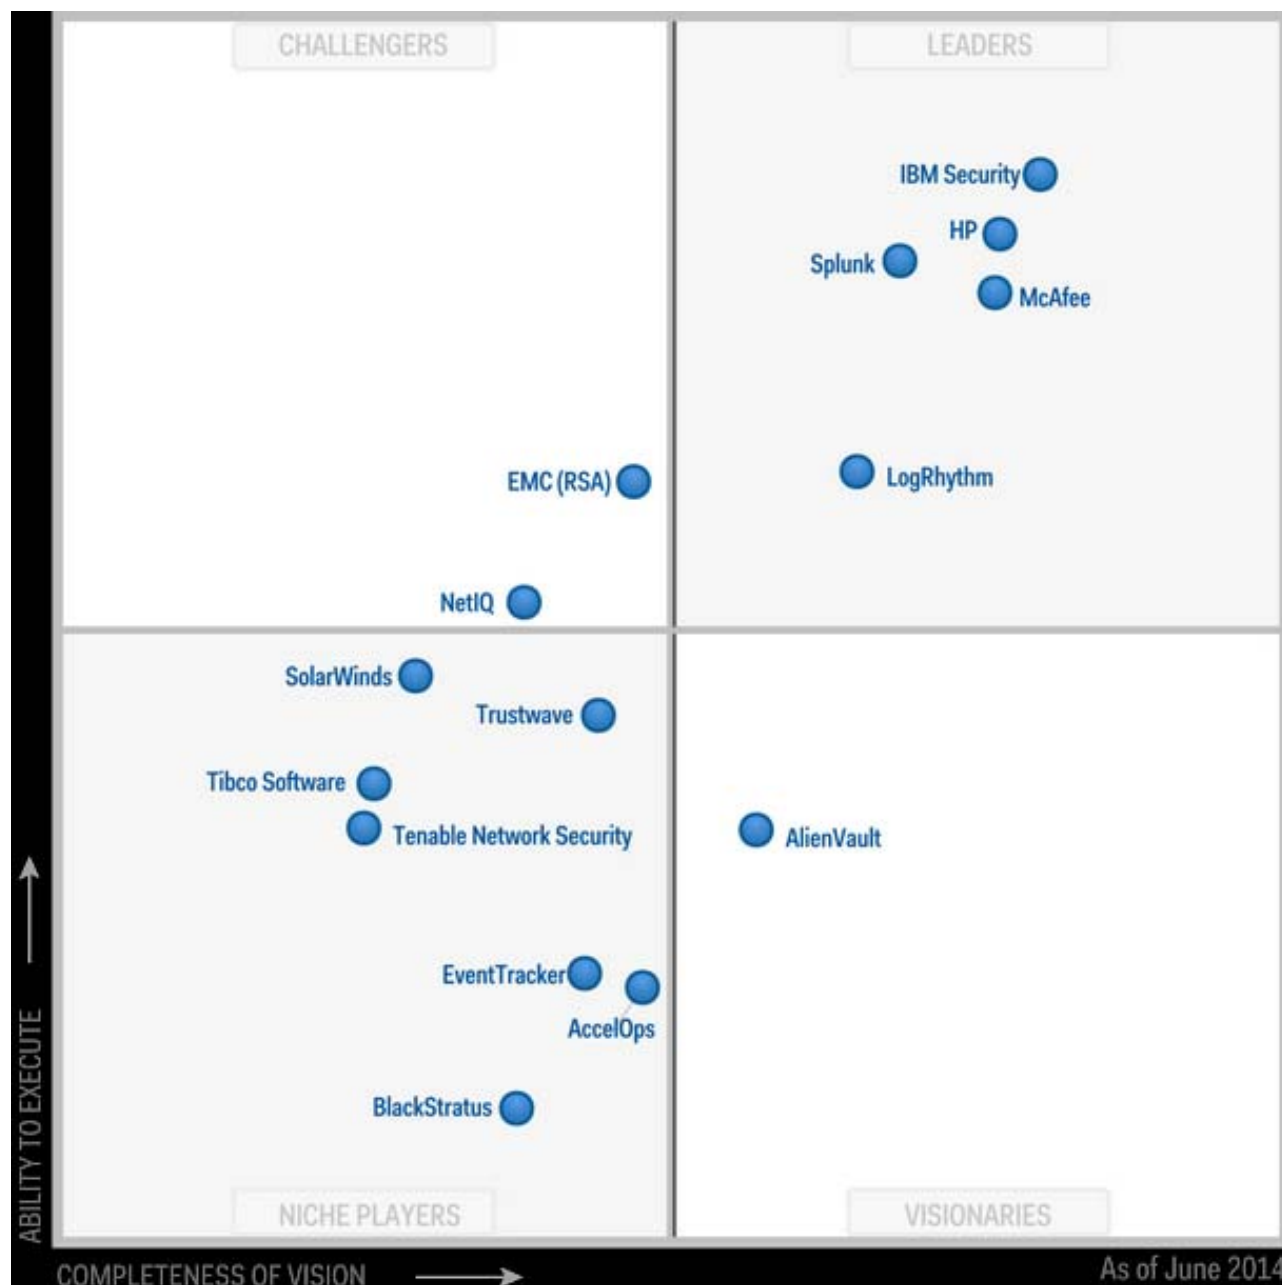 CHALLENGERS
LEADERS
IBM Security
HP
Splunk
McAfee
EMC (RSA)
LogRhythm
NetIQ
SolarWinds
Trustwave
Tibco Software
Tenable Network Security
AlienVault
EventTracker
AccelOps
BlackStratus
NICHE PLAYERS
VISIONARIES
ABILITY TO EXECUTE
COMPLETENESS OF VISION
As of June 2014